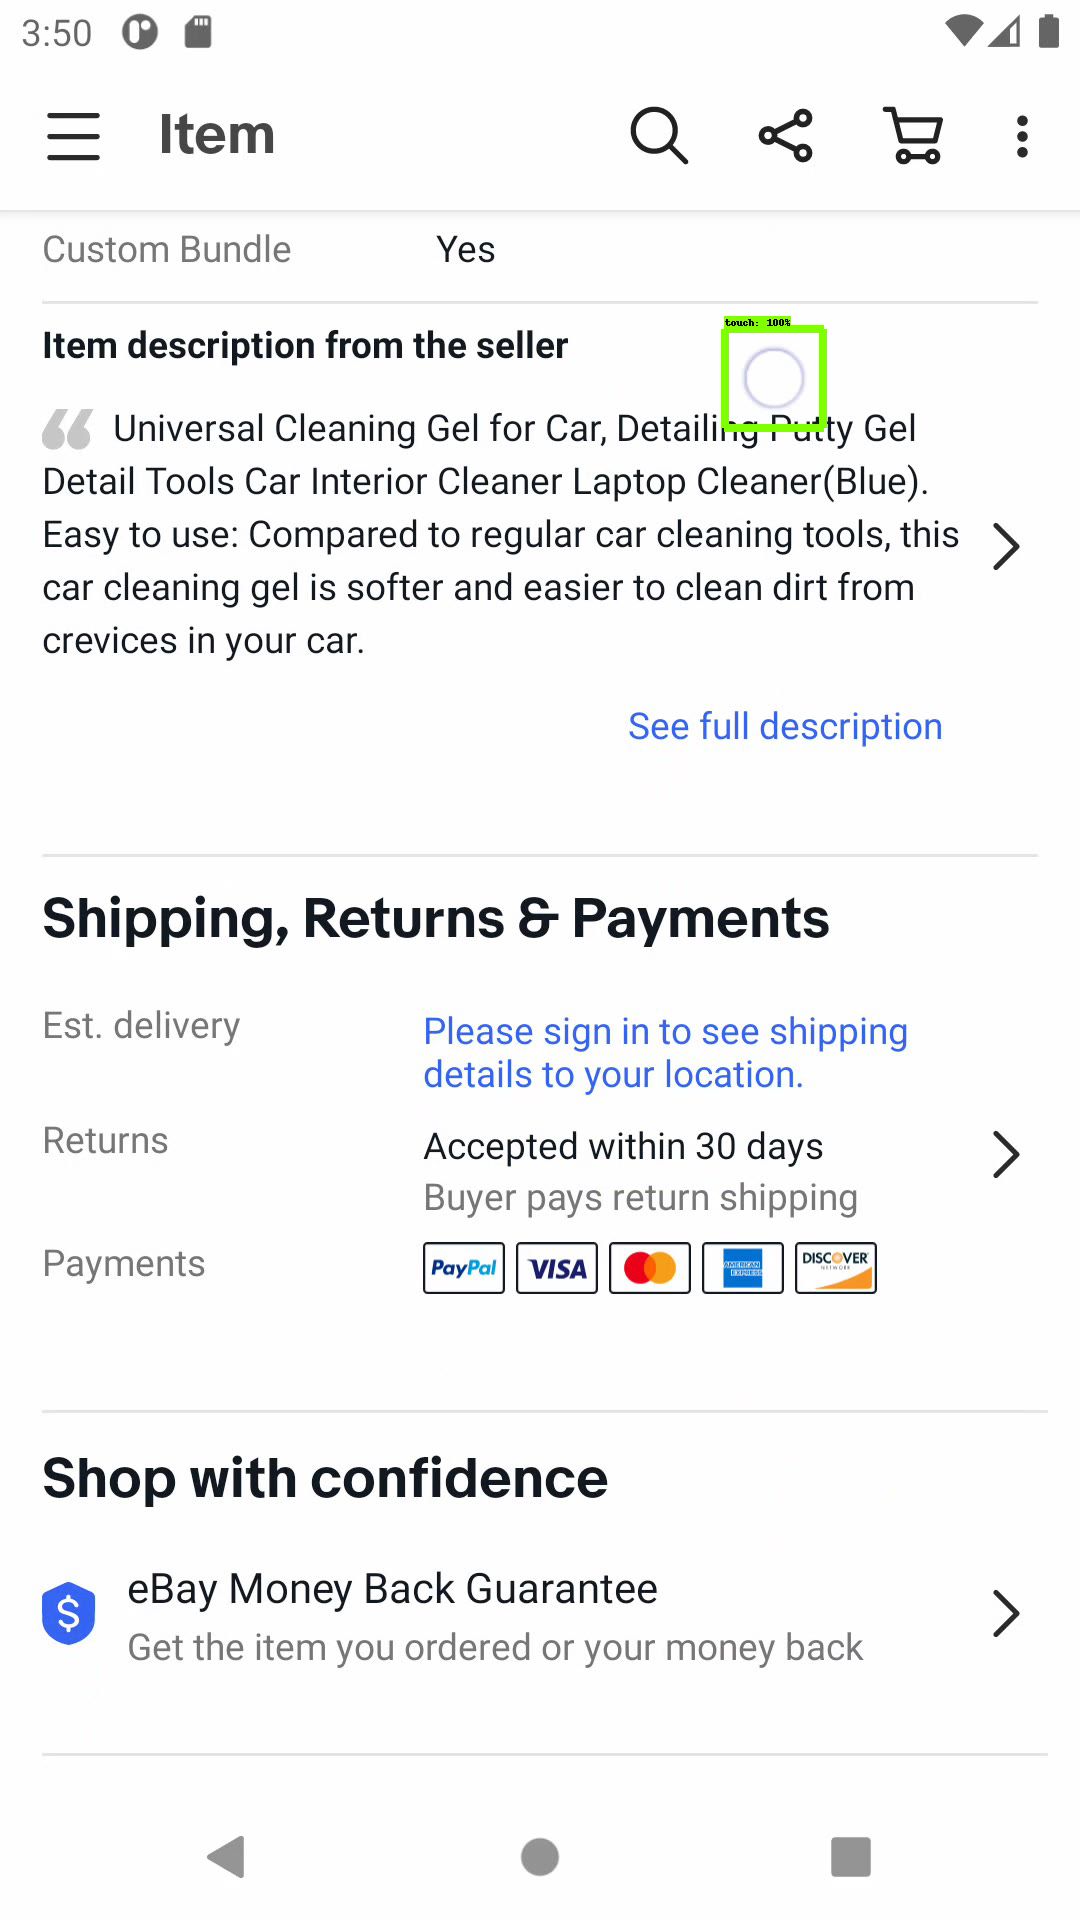 3:50
Item
Custom Bundle Yes
touch: 100%
Item description from the seller
Universal Cleaning Gel for Car, Detailing Putty Gel
Detail Tools Car Interior Cleaner Laptop Cleaner(Blue).
Easy to use: Compared to regular car cleaning tools, this
car cleaning gel is softer and easier to clean dirt from
crevices in your car.
See full description
Shipping, Returns & Payments
Est. delivery Please sign in to see shipping
details to your location.
Returns Accepted within 30 days
Buyer pays return shipping
Payments PayPal VISA AMERICAN EXPRESS DISCOVER NETWORK
Shop with confidence
$ eBay Money Back Guarantee
Get the item you ordered or your money back